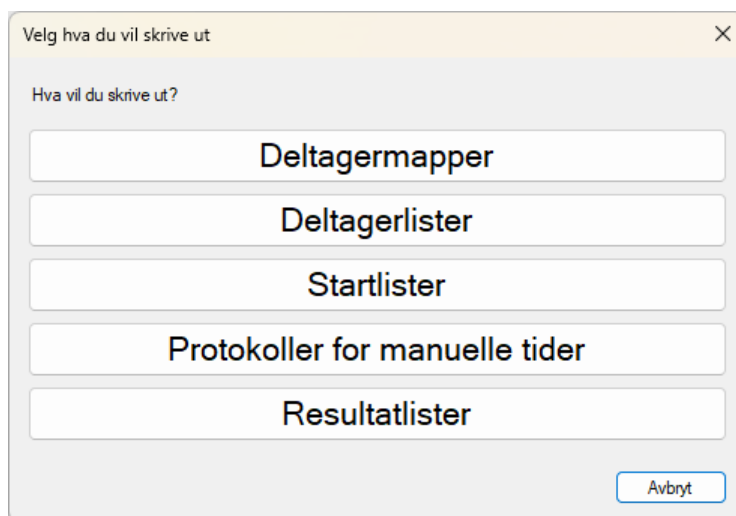 Velg hva du vil skrive ut
Hva vil du skrive ut?
Deltagermapper
Deltagerlister
Startlister
Protokoller for manuelle tider
Resultatlister
Avbryt